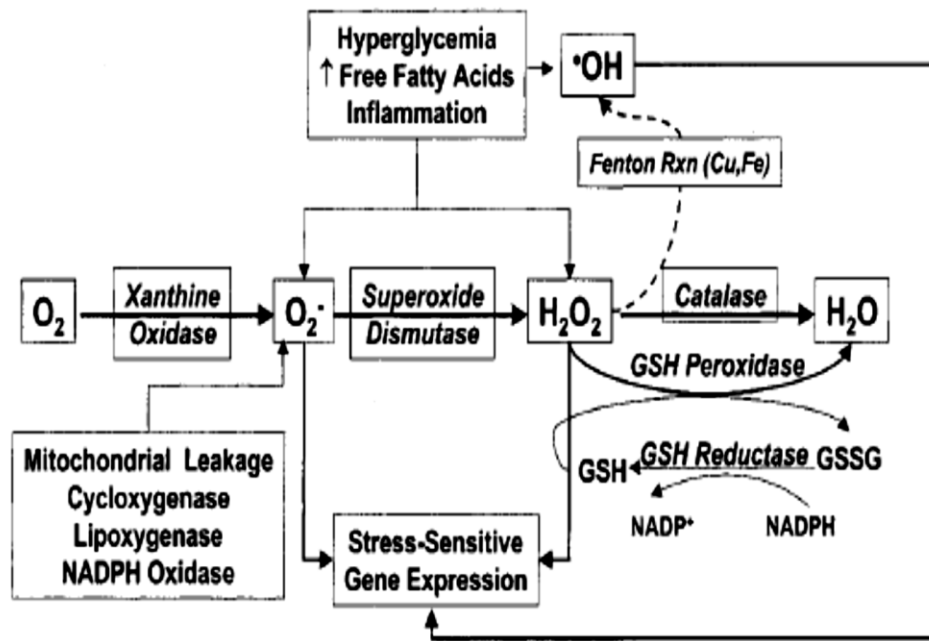 Hyperglycemia
↑ Free Fatty Acids
Inflammation
•OH
Fenton Rxn (Cu,Fe)
O₂
Xanthine
Oxidase
O₂·
Superoxide
Dismutase
H₂O₂
Catalase
H₂O
GSH Peroxidase
Mitochondrial Leakage
Cycloxygenase
Lipoxygenase
NADPH Oxidase
GSH
GSH Reductase
GSSG
NADP⁺
NADPH
Stress-Sensitive
Gene Expression